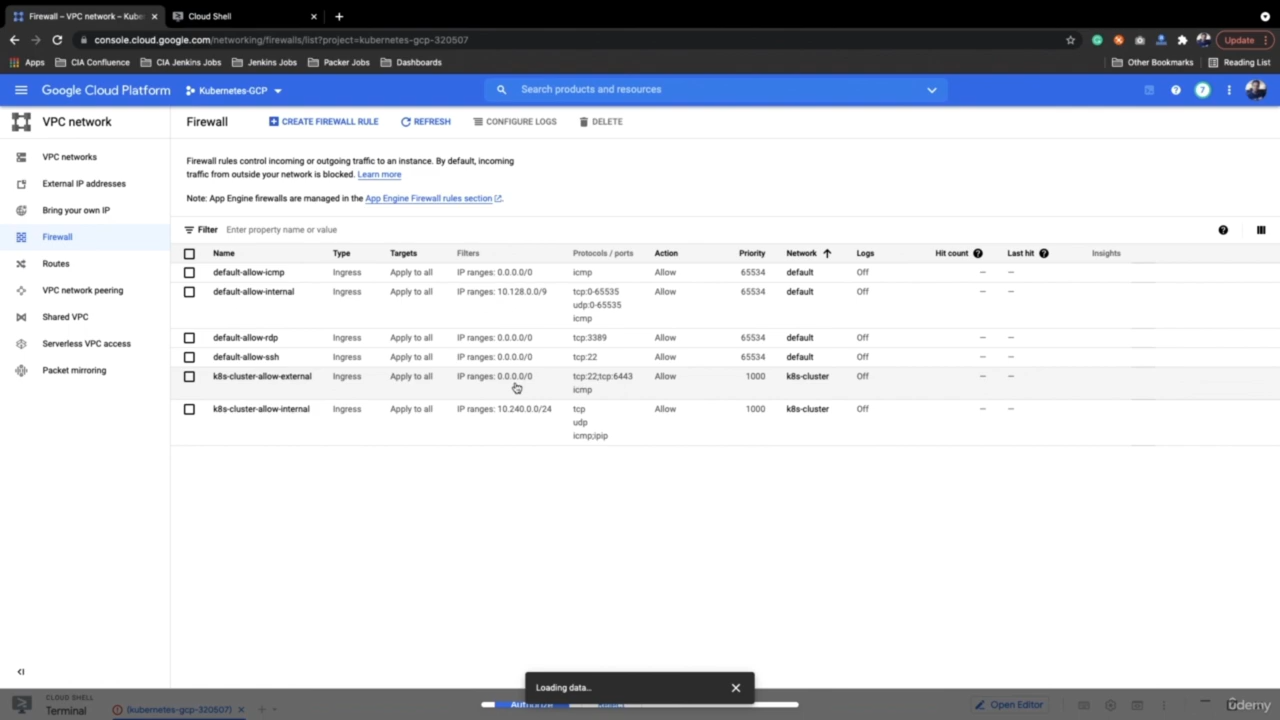 Firewall – VPC network – Kube
Cloud Shell
console.cloud.google.com/networking/firewalls/list?project=kubernetes-gcp-320507
Update
Apps CIA Confluence CIA Jenkins Jobs Jenkins Jobs Packer Jobs Dashboards Other Bookmarks Reading List
Google Cloud Platform Kubernetes-GCP Search products and resources 7
VPC network
Firewall CREATE FIREWALL RULE REFRESH CONFIGURE LOGS DELETE
VPC networks
External IP addresses
Bring your own IP
Firewall
Routes
VPC network peering
Shared VPC
Serverless VPC access
Packet mirroring
Firewall rules control incoming or outgoing traffic to an instance. By default, incoming
traffic from outside your network is blocked. Learn more
Note: App Engine firewalls are managed in the App Engine Firewall rules section.
Filter Enter property name or value
Name Type Targets Filters Protocols / ports Action Priority Network Logs Hit count Last hit Insights
default-allow-icmp Ingress Apply to all IP ranges: 0.0.0.0/0 icmp Allow 65534 default Off – –
default-allow-internal Ingress Apply to all IP ranges: 10.128.0.0/9 tcp:0-65535 Allow 65534 default Off – –
udp:0-65535
icmp
default-allow-rdp Ingress Apply to all IP ranges: 0.0.0.0/0 tcp:3389 Allow 65534 default Off – –
default-allow-ssh Ingress Apply to all IP ranges: 0.0.0.0/0 tcp:22 Allow 65534 default Off – –
k8s-cluster-allow-external Ingress Apply to all IP ranges: 0.0.0.0/0 tcp:22;tcp:6443 Allow 1000 k8s-cluster Off – –
icmp
k8s-cluster-allow-internal Ingress Apply to all IP ranges: 10.240.0.0/24 tcp Allow 1000 k8s-cluster Off – –
udp
icmp;ipip
Loading data...
CLOUD SHELL
Terminal (kubernetes-gcp-320507) Authorize Reject Open Editor
Udemy